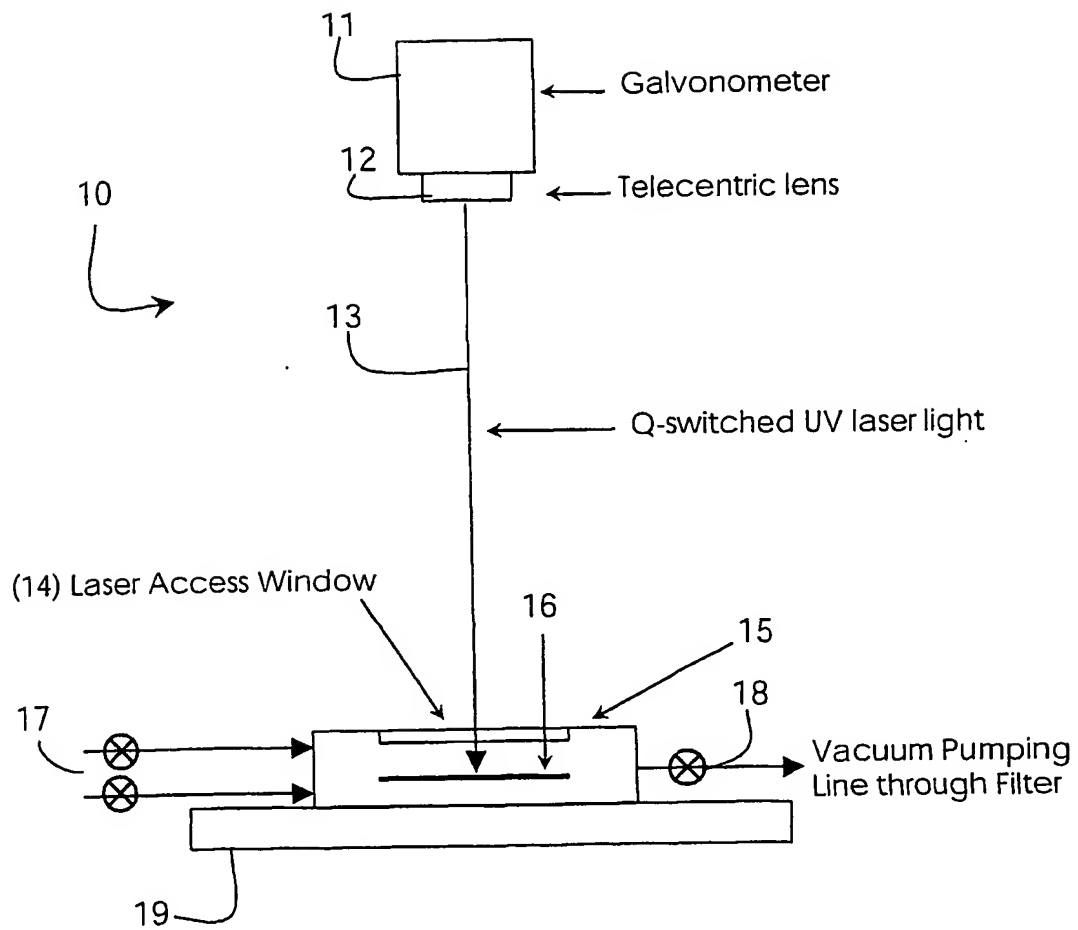 11
Galvonometer
12
Telecentric lens
10
13
Q-switched UV laser light
(14) Laser Access Window
16
15
17
18
Vacuum Pumping
Line through Filter
19